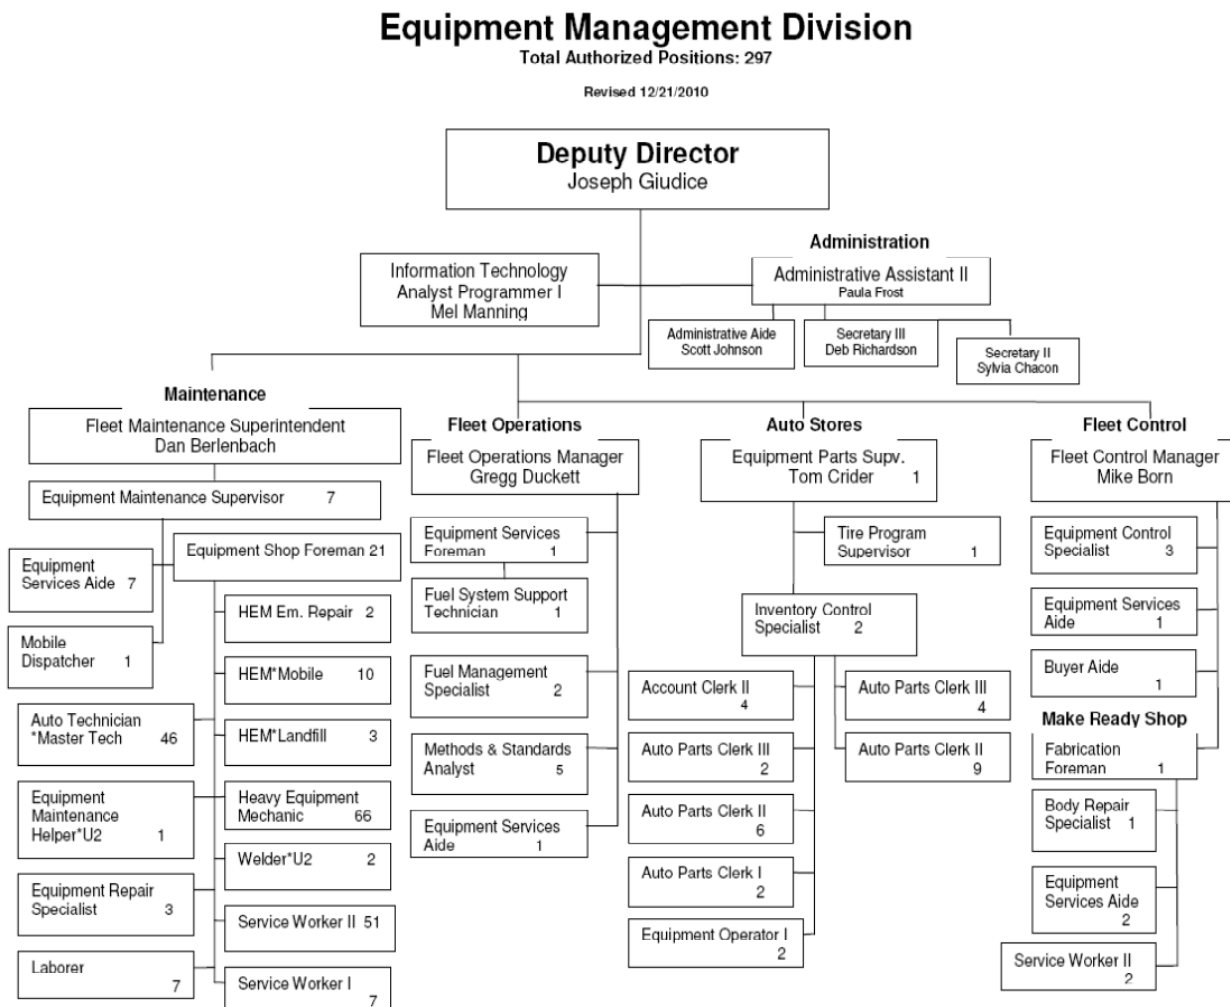 Equipment Management Division
Total Authorized Positions: 297
Revised 12/21/2010
Deputy Director
Joseph Giudice
Information Technology
Analyst Programmer I
Mel Manning
Administration
Administrative Assistant II
Paula Frost
Administrative Aide
Scott Johnson
Secretary III
Deb Richardson
Secretary II
Sylvia Chacon
Maintenance
Fleet Maintenance Superintendent
Dan Berlenbach
Equipment Maintenance Supervisor 7
Equipment Shop Foreman 21
Equipment
Services Aide 7
Mobile
Dispatcher 1
HEM Em. Repair 2
HEM*Mobile 10
Auto Technician
*Master Tech 46
HEM*Landfill 3
Equipment
Maintenance
Helper*U2 1
Heavy Equipment
Mechanic 66
Welder*U2 2
Equipment Repair
Specialist 3
Service Worker II 51
Laborer
7
Service Worker I
7
Fleet Operations
Fleet Operations Manager
Gregg Duckett
Equipment Services
Foreman 1
Fuel System Support
Technician 1
Fuel Management
Specialist 2
Methods & Standards
Analyst 5
Equipment Services
Aide 1
Auto Stores
Equipment Parts Supv.
Tom Crider 1
Tire Program
Supervisor 1
Inventory Control
Specialist 2
Account Clerk II
4
Auto Parts Clerk III
2
Auto Parts Clerk II
6
Auto Parts Clerk I
2
Equipment Operator I
2
Auto Parts Clerk III
4
Auto Parts Clerk II
9
Fleet Control
Fleet Control Manager
Mike Born
Equipment Control
Specialist 3
Equipment Services
Aide 1
Buyer Aide
1
Make Ready Shop
Fabrication
Foreman 1
Body Repair
Specialist 1
Equipment
Services Aide
2
Service Worker II
2